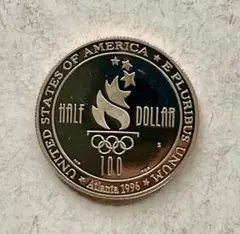 UNITED STATES OF AMERICA ★ E PLURIBUS UNUM ★
HALF DOLLAR
S
100
Atlanta 1996